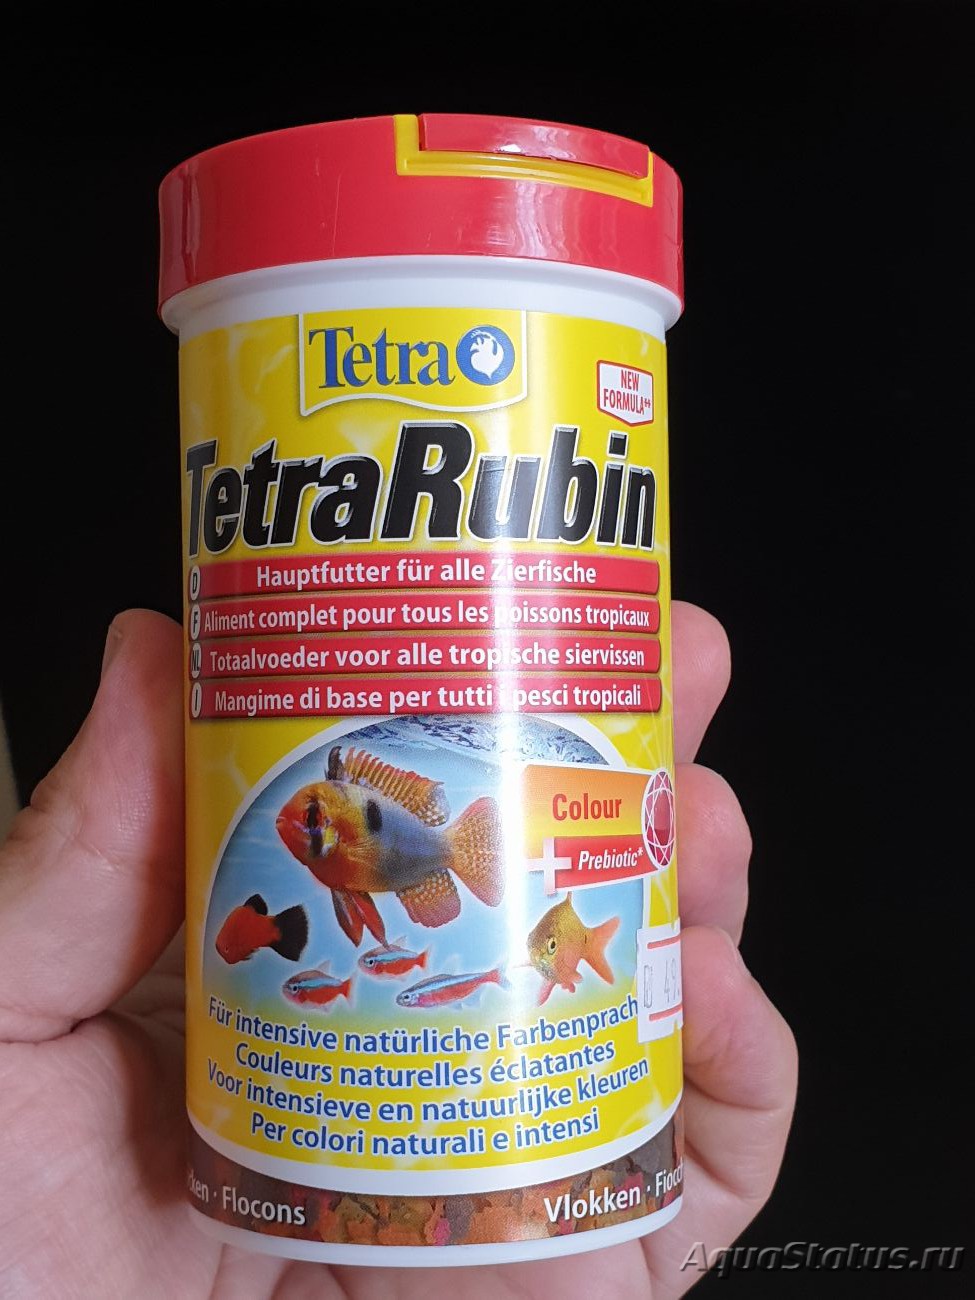 Tetra
NEW
FORMULA++
TetraRubin
D Hauptfutter für alle Zierfische
F Aliment complet pour tous les poissons tropicaux
NL Totaalvoeder voor alle tropische siervissen
I Mangime di base per tutti i pesci tropicali
Colour
+ Prebiotic*
Für intensive natürliche Farbenprach
Couleurs naturelles éclatantes
Voor intensieve en natuurlijke kleuren
Per colori naturali e intensi
· Flocons
Vlokken ·
AquaStatus.ru